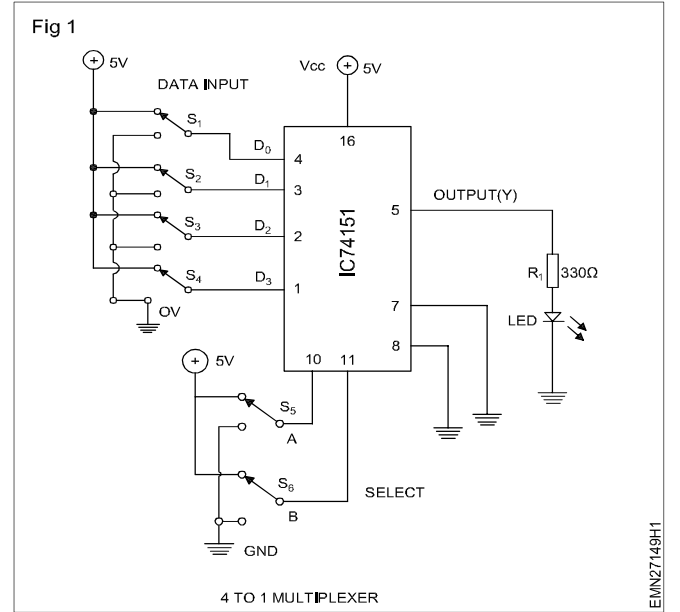 Fig 1
5V
Vcc
5V
DATA INPUT
S₁
D₀
4
16
S₂
D₁
3
S₃
D₂
2
S₄
D₃
1
0V
IC74151
5
OUTPUT(Y)
R₁ 330Ω
LED
7
8
10
11
5V
S₅
A
S₆
B
SELECT
GND
4 TO 1 MULTIPLEXER
EMN27149H1